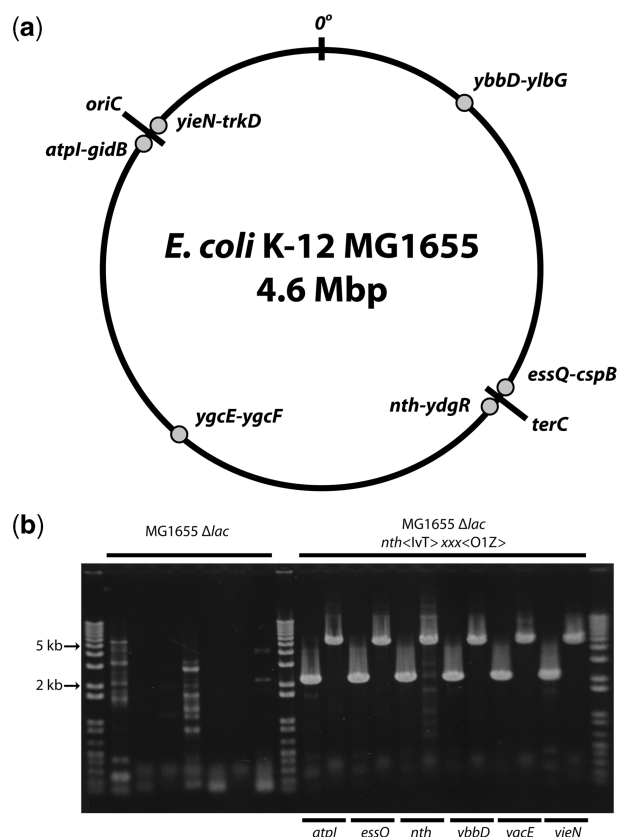 (a)
0°
ybbD-ylbG
oriC
yieN-trkD
atpI-gidB
E. coli K-12 MG1655
4.6 Mbp
essQ-cspB
nth-ydgR
terC
ygcE-ygcF
(b)
MG1655 Δlac
MG1655 Δlac
nth<IvT> xxx<O1Z>
5 kb
2 kb
atpI essQ nth ybbD ygcE yieN